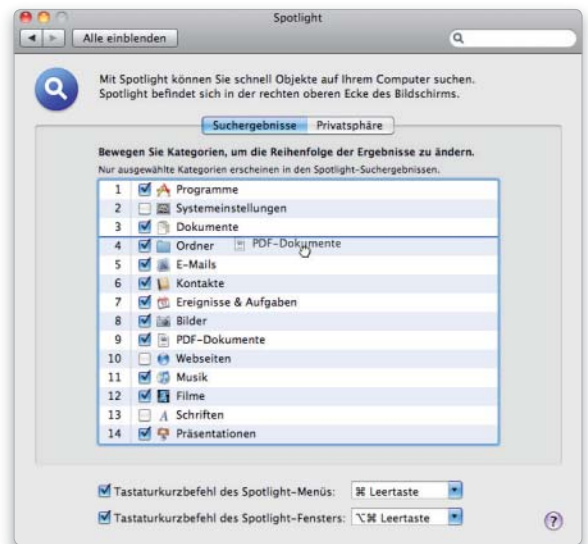 Spotlight
Alle einblenden
Mit Spotlight können Sie schnell Objekte auf Ihrem Computer suchen.
Spotlight befindet sich in der rechten oberen Ecke des Bildschirms.
Suchergebnisse Privatsphäre
Bewegen Sie Kategorien, um die Reihenfolge der Ergebnisse zu ändern.
Nur ausgewählte Kategorien erscheinen in den Spotlight-Suchergebnissen.
1 Programme
2 Systemeinstellungen
3 Dokumente
4 Ordner PDF-Dokumente
5 E-Mails
6 Kontakte
7 Ereignisse & Aufgaben
8 Bilder
9 PDF-Dokumente
10 Webseiten
11 Musik
12 Filme
13 Schriften
14 Präsentationen
Tastaturkurzbefehl des Spotlight-Menüs: ⌘ Leertaste
Tastaturkurzbefehl des Spotlight-Fensters: ⌥⌘ Leertaste
?